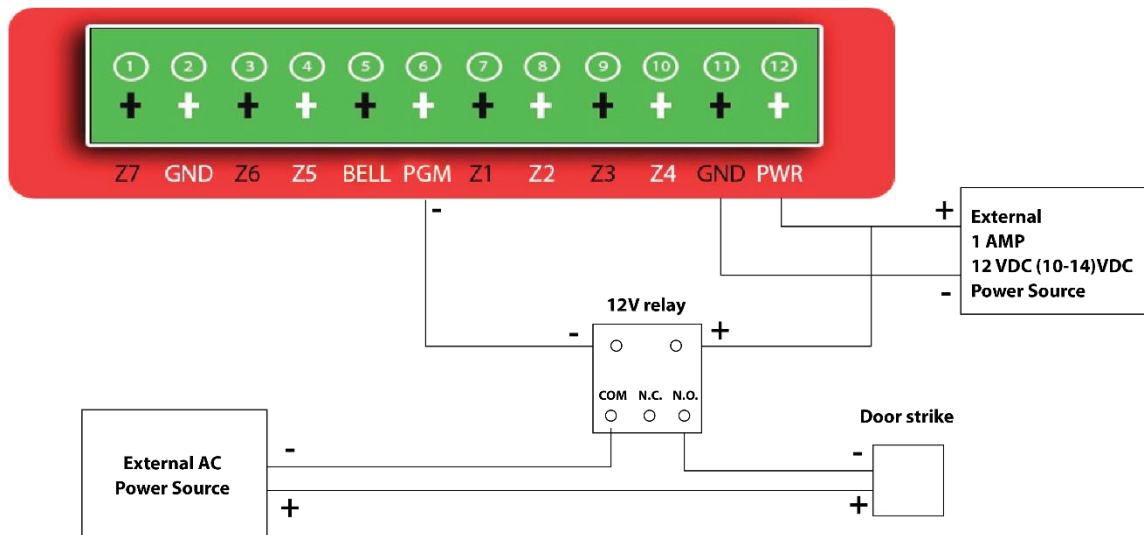 1 2 3 4 5 6 7 8 9 10 11 12
Z7 GND Z6 Z5 BELL PGM Z1 Z2 Z3 Z4 GND PWR
-
+
External
1 AMP
12 VDC (10-14)VDC
Power Source
-
12V relay
- +
COM N.C. N.O.
Door strike
External AC
Power Source
-
+
-
+